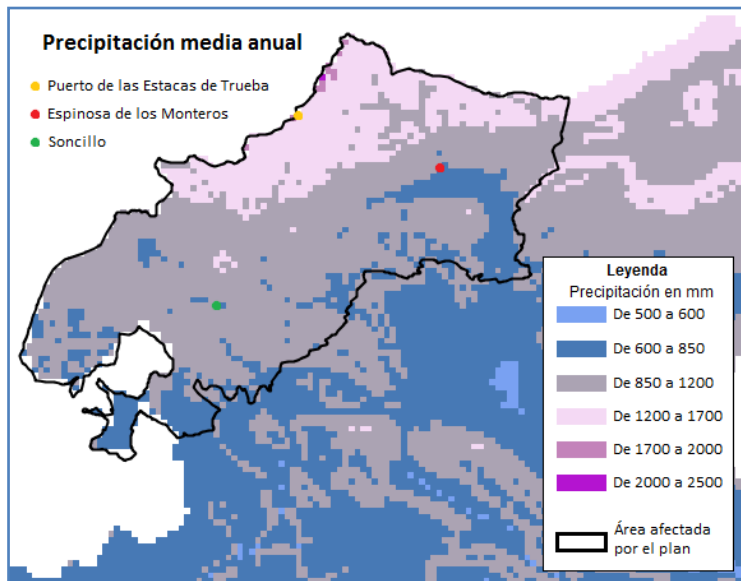 Precipitación media anual
Puerto de las Estacas de Trueba
Espinosa de los Monteros
Soncillo
Leyenda
Precipitación en mm
De 500 a 600
De 600 a 850
De 850 a 1200
De 1200 a 1700
De 1700 a 2000
De 2000 a 2500
Área afectada
por el plan